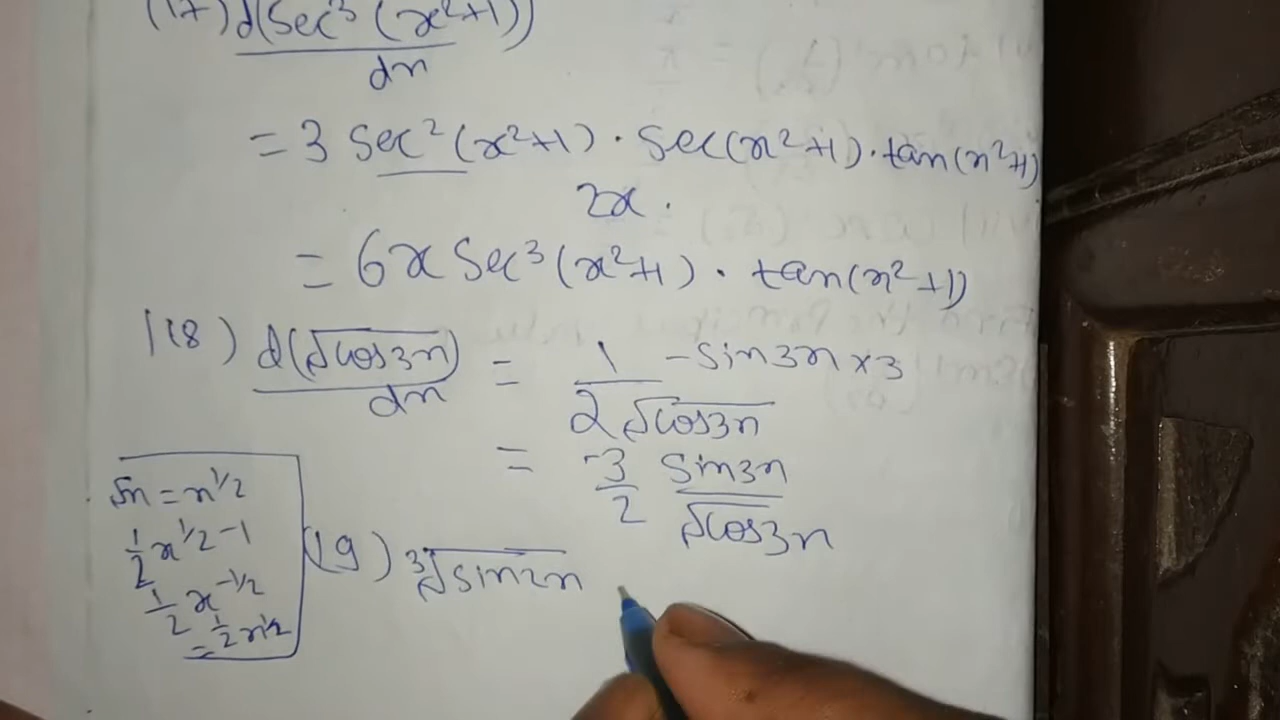 (17) d(Sec³(x²+1))
dx
= 3 Sec²(x²+1) · Sec(x²+1) · tan(x²+1)
2x.
= 6x Sec³(x²+1) · tan(x²+1)
(18) d(√cos3x) = 1 -sin3x × 3
dx 2√cos3x
= -3 sin3x
2 √cos3x
√x = x^1/2
1/2 x^1/2-1
1/2 x^-1/2
= 1/2 x^1/2
(19) ³√sin2x